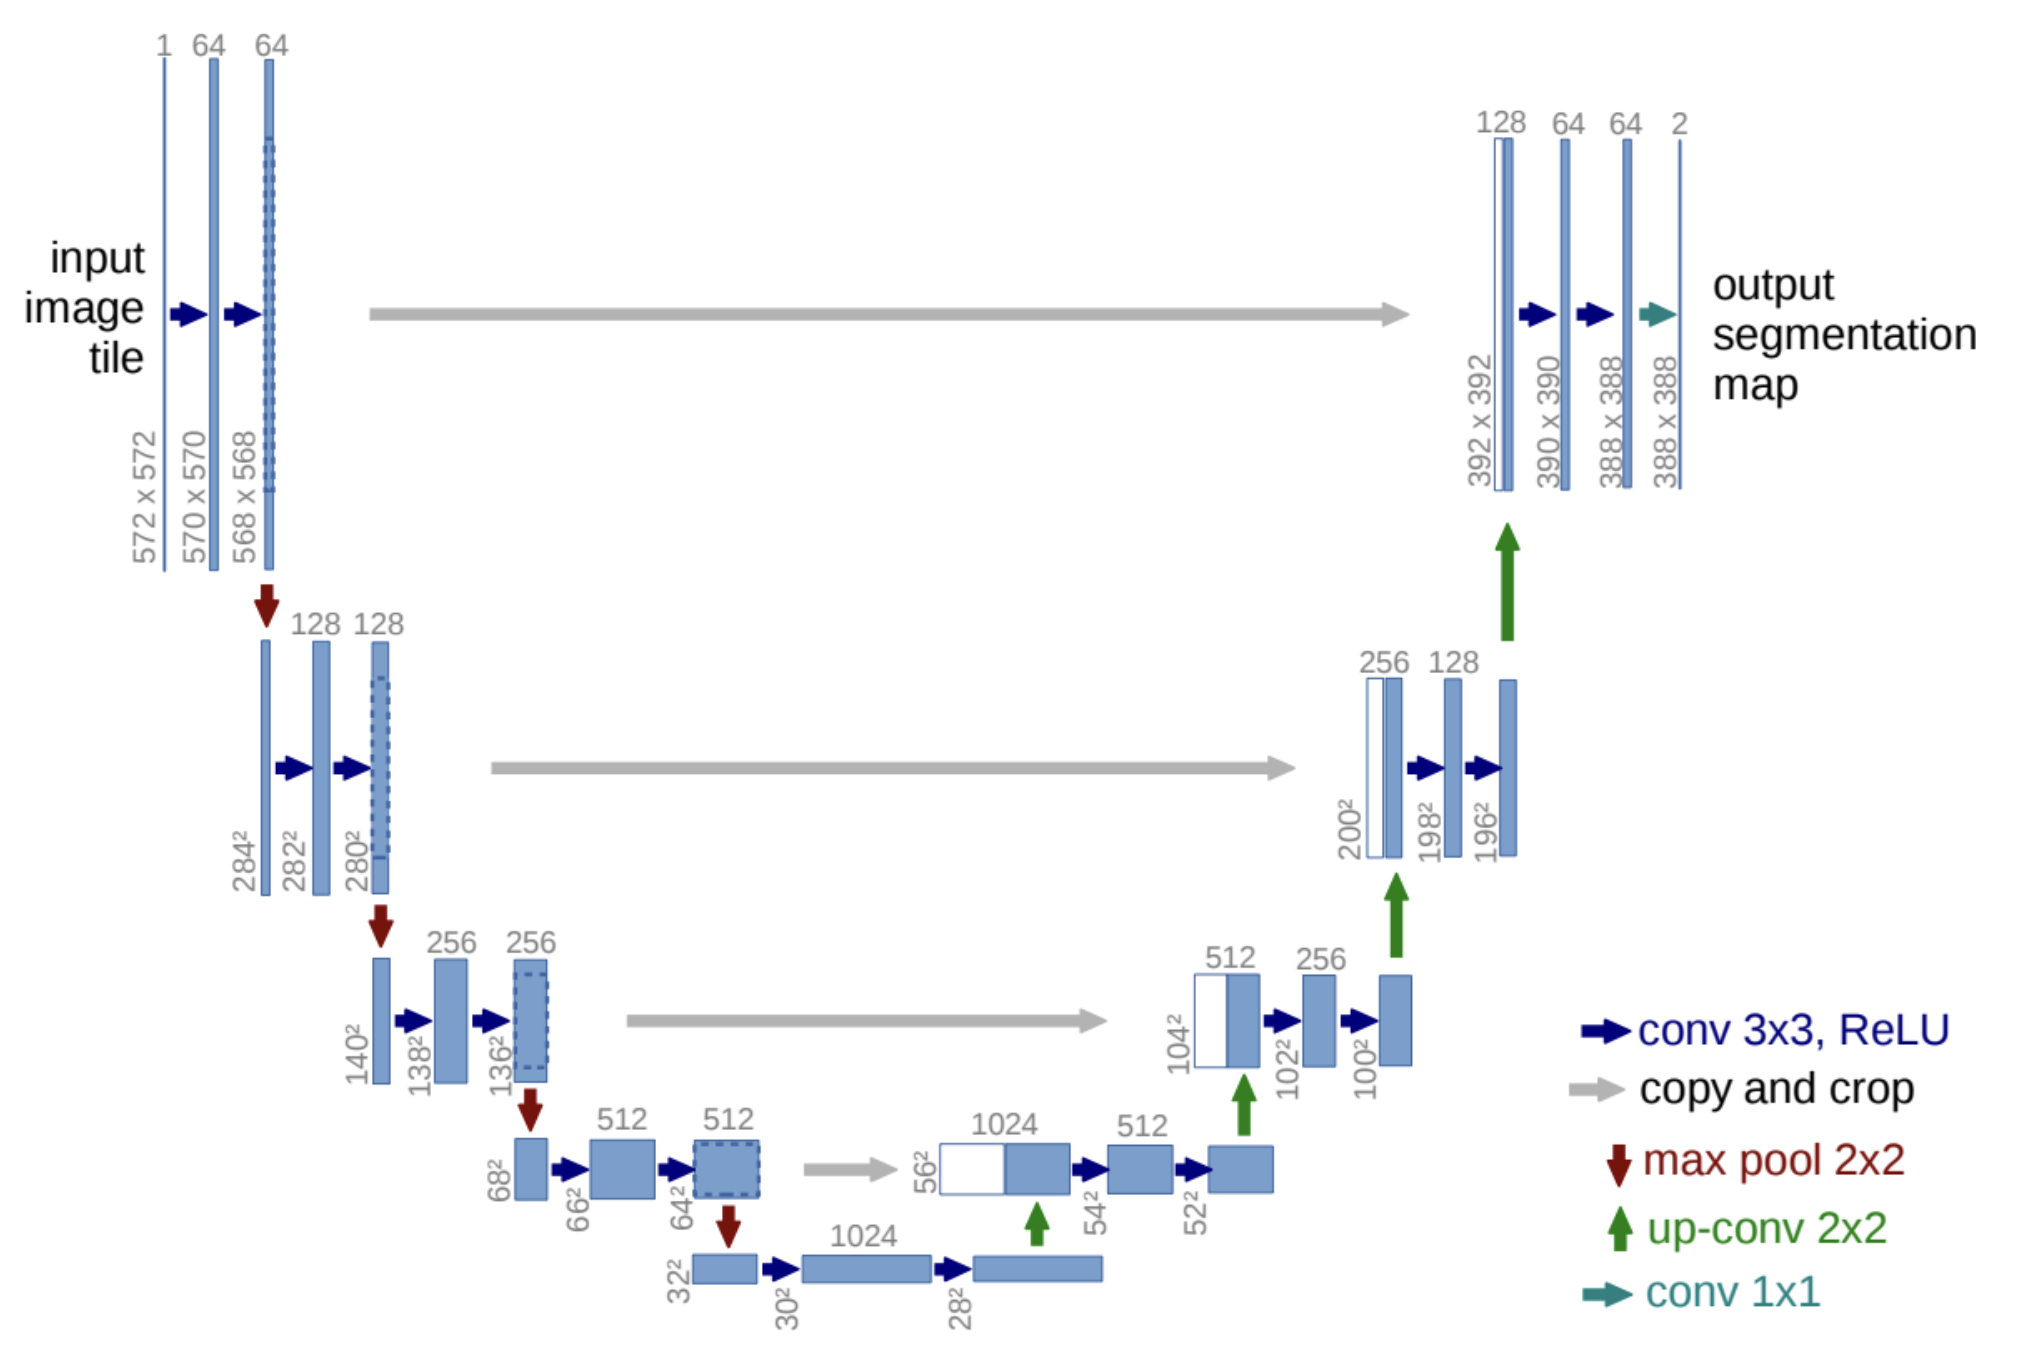 1 64 64
128 64 64 2
input
image
tile
output
segmentation
map
572 x 572
570 x 570
568 x 568
392 x 392
390 x 390
388 x 388
388 x 388
128 128
256 128
284²
282²
280²
200²
198²
196²
256 256
512 256
140²
138²
136²
104²
102²
100²
512 512
1024 512
68²
66²
64²
56²
54²
52²
1024
32²
30²
28²
conv 3x3, ReLU
copy and crop
max pool 2x2
up-conv 2x2
conv 1x1